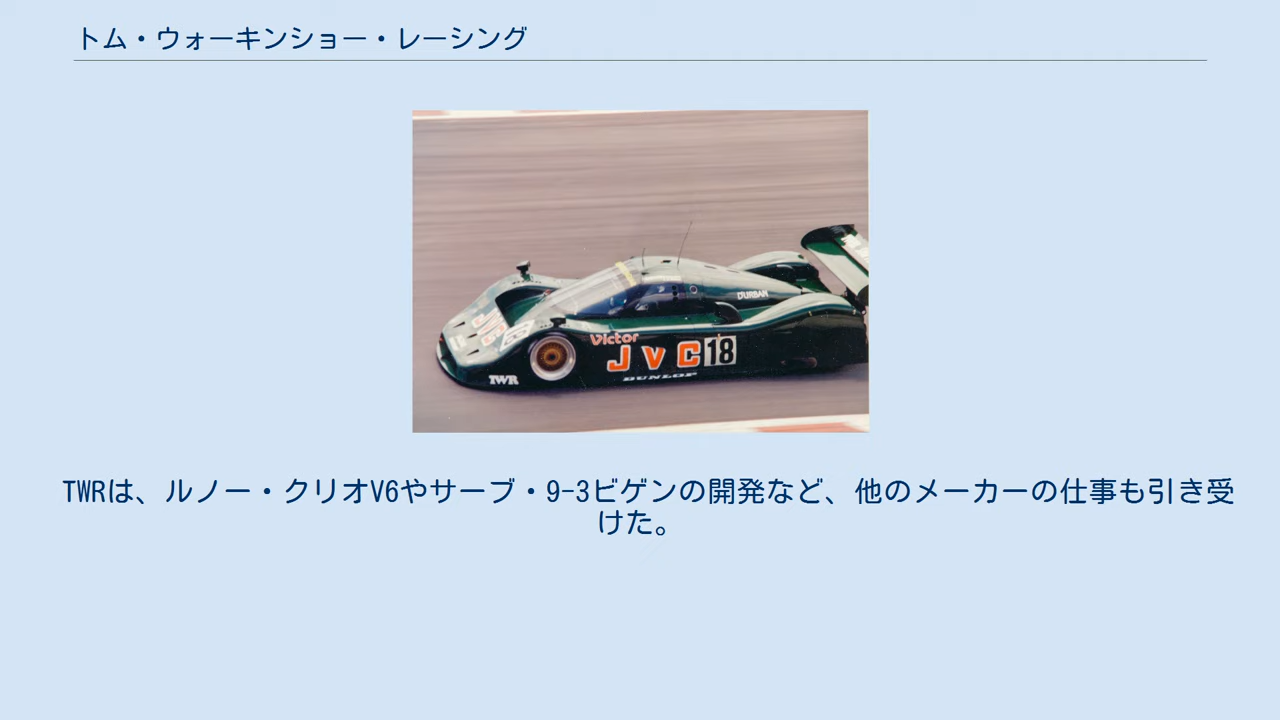 トム・ウォーキンショー・レーシング
DURBAN
Victor
JVC 18
DUNLOP
TWR
TWRは、ルノー・クリオV6やサーブ・9-3ビゲンの開発など、他のメーカーの仕事も引き受
けた。